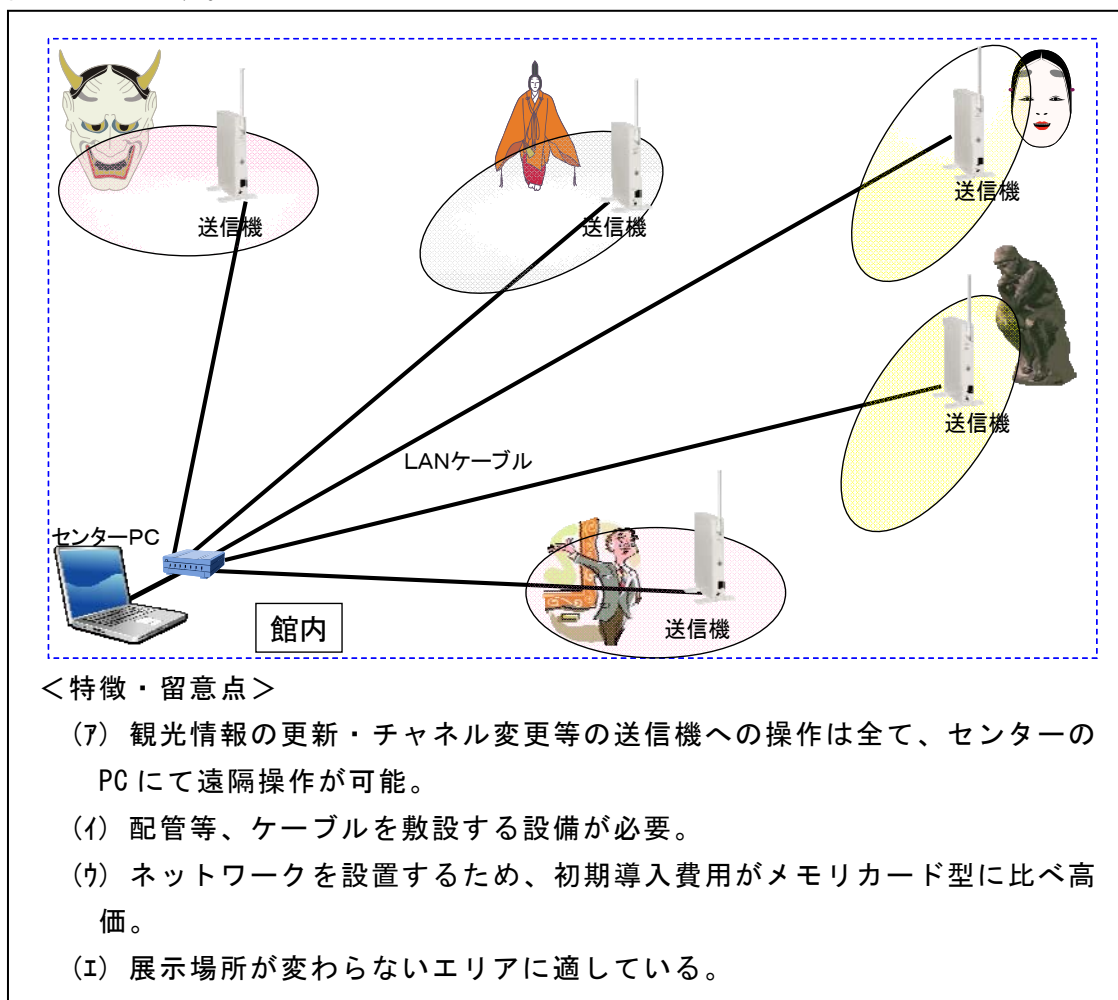 送信機
送信機
送信機
送信機
LANケーブル
センターPC
館内
送信機
＜特徴・留意点＞
(ｱ) 観光情報の更新・チャネル変更等の送信機への操作は全て、センターの
PCにて遠隔操作が可能。
(ｲ) 配管等、ケーブルを敷設する設備が必要。
(ｳ) ネットワークを設置するため、初期導入費用がメモリカード型に比べ高
価。
(ｴ) 展示場所が変わらないエリアに適している。